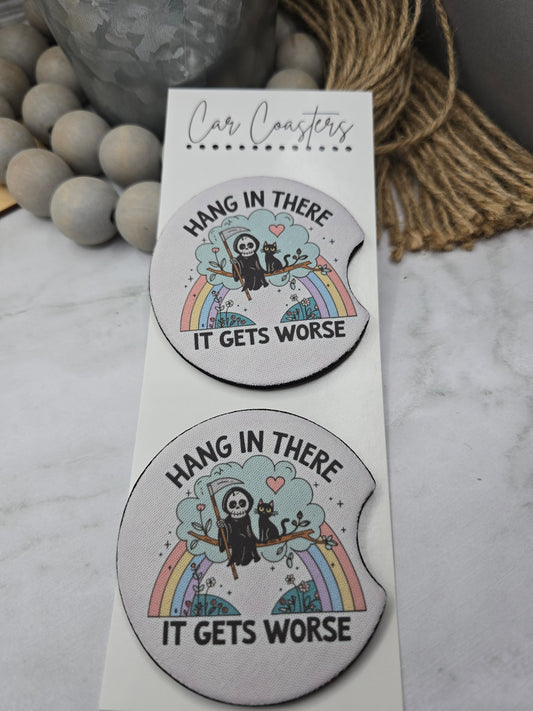 Car Coasters
HANG IN THERE
IT GETS WORSE
HANG IN THERE
IT GETS WORSE